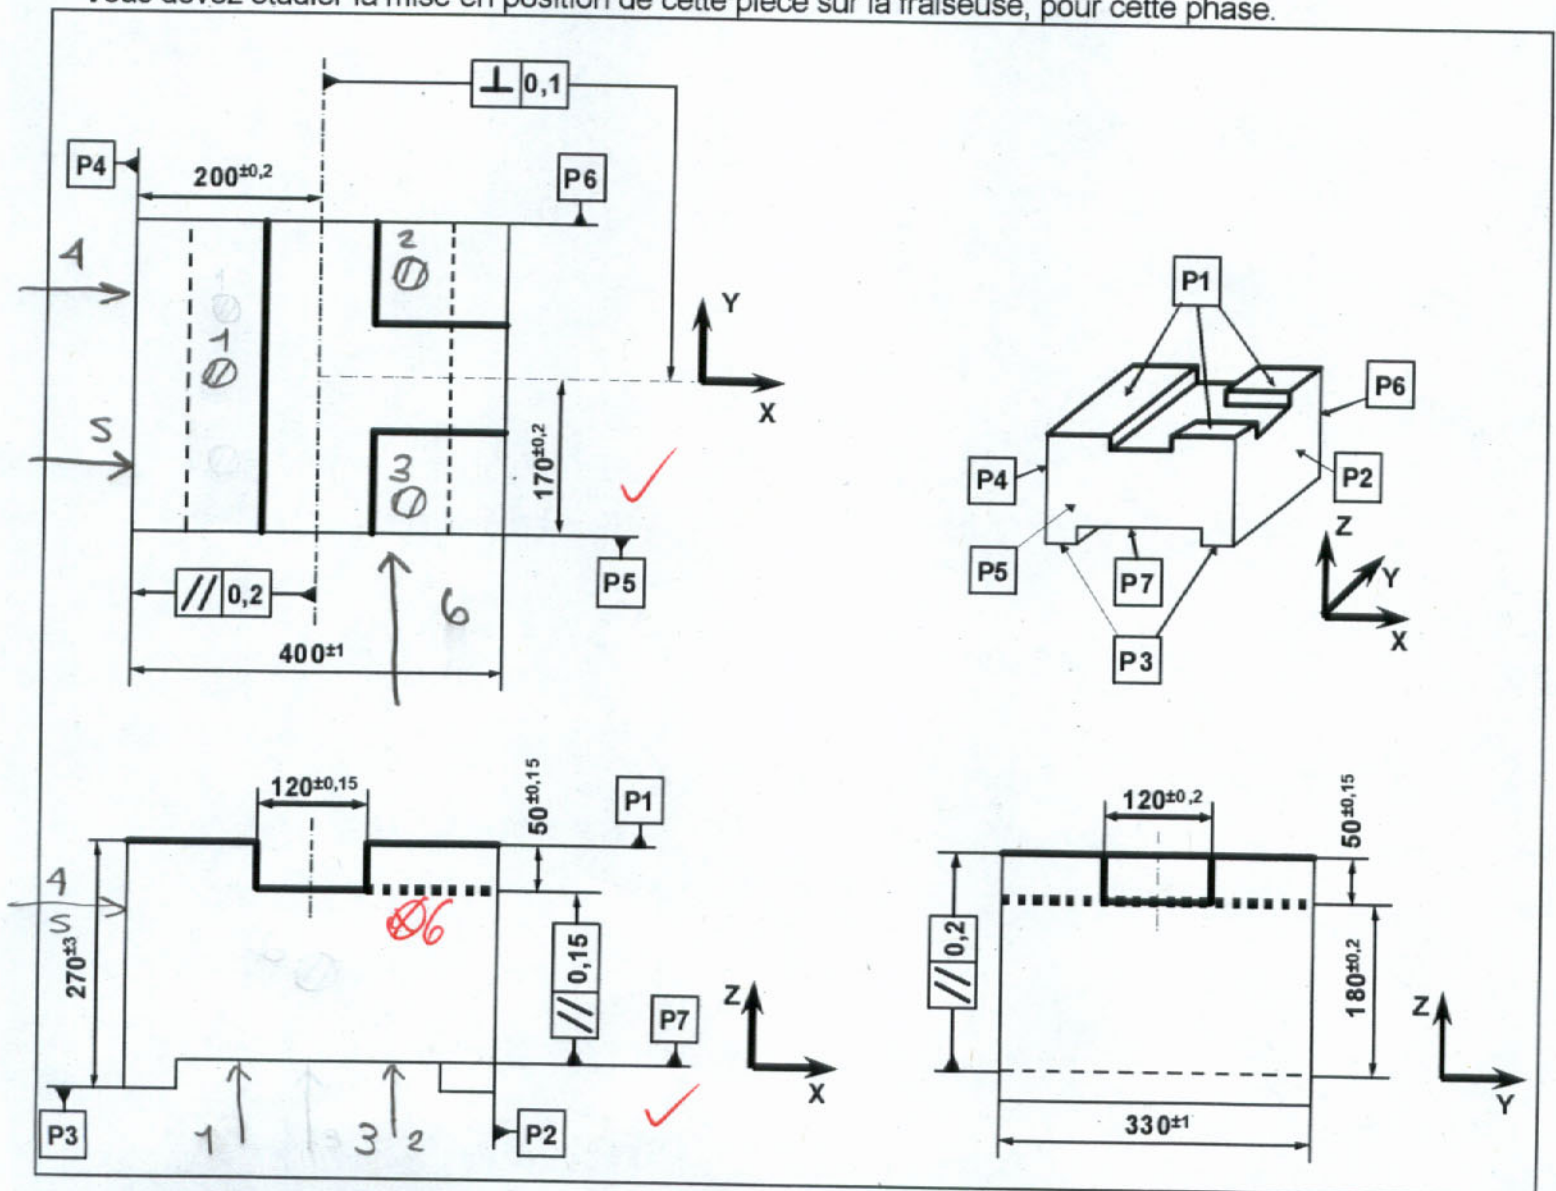 Vous devez étudier la mise en position de cette pièce sur la fraiseuse, pour cette phase.
⊥ 0,1
P4
200±0,2
P6
4
2
1
Y
X
5
3
170±0,2
P5
// 0,2
6
400±1
P1
P6
P4
P2
P5
P7
P3
Z
Y
X
120±0,15
50±0,15
P1
4
5
270±3
Ø6
// 0,15
P7
Z
X
P3
1
3 2
P2
120±0,2
50±0,15
// 0,2
180±0,2
Z
Y
330±1